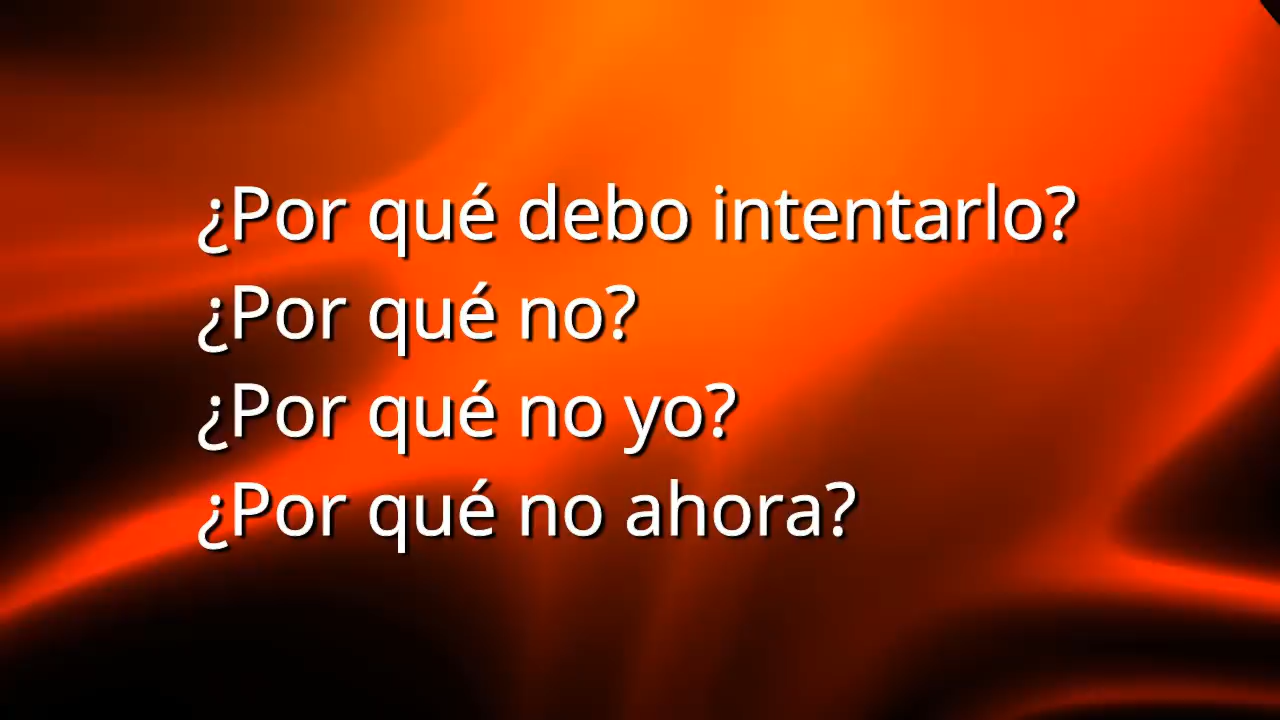 ¿Por qué debo intentarlo?
¿Por qué no?
¿Por qué no yo?
¿Por qué no ahora?